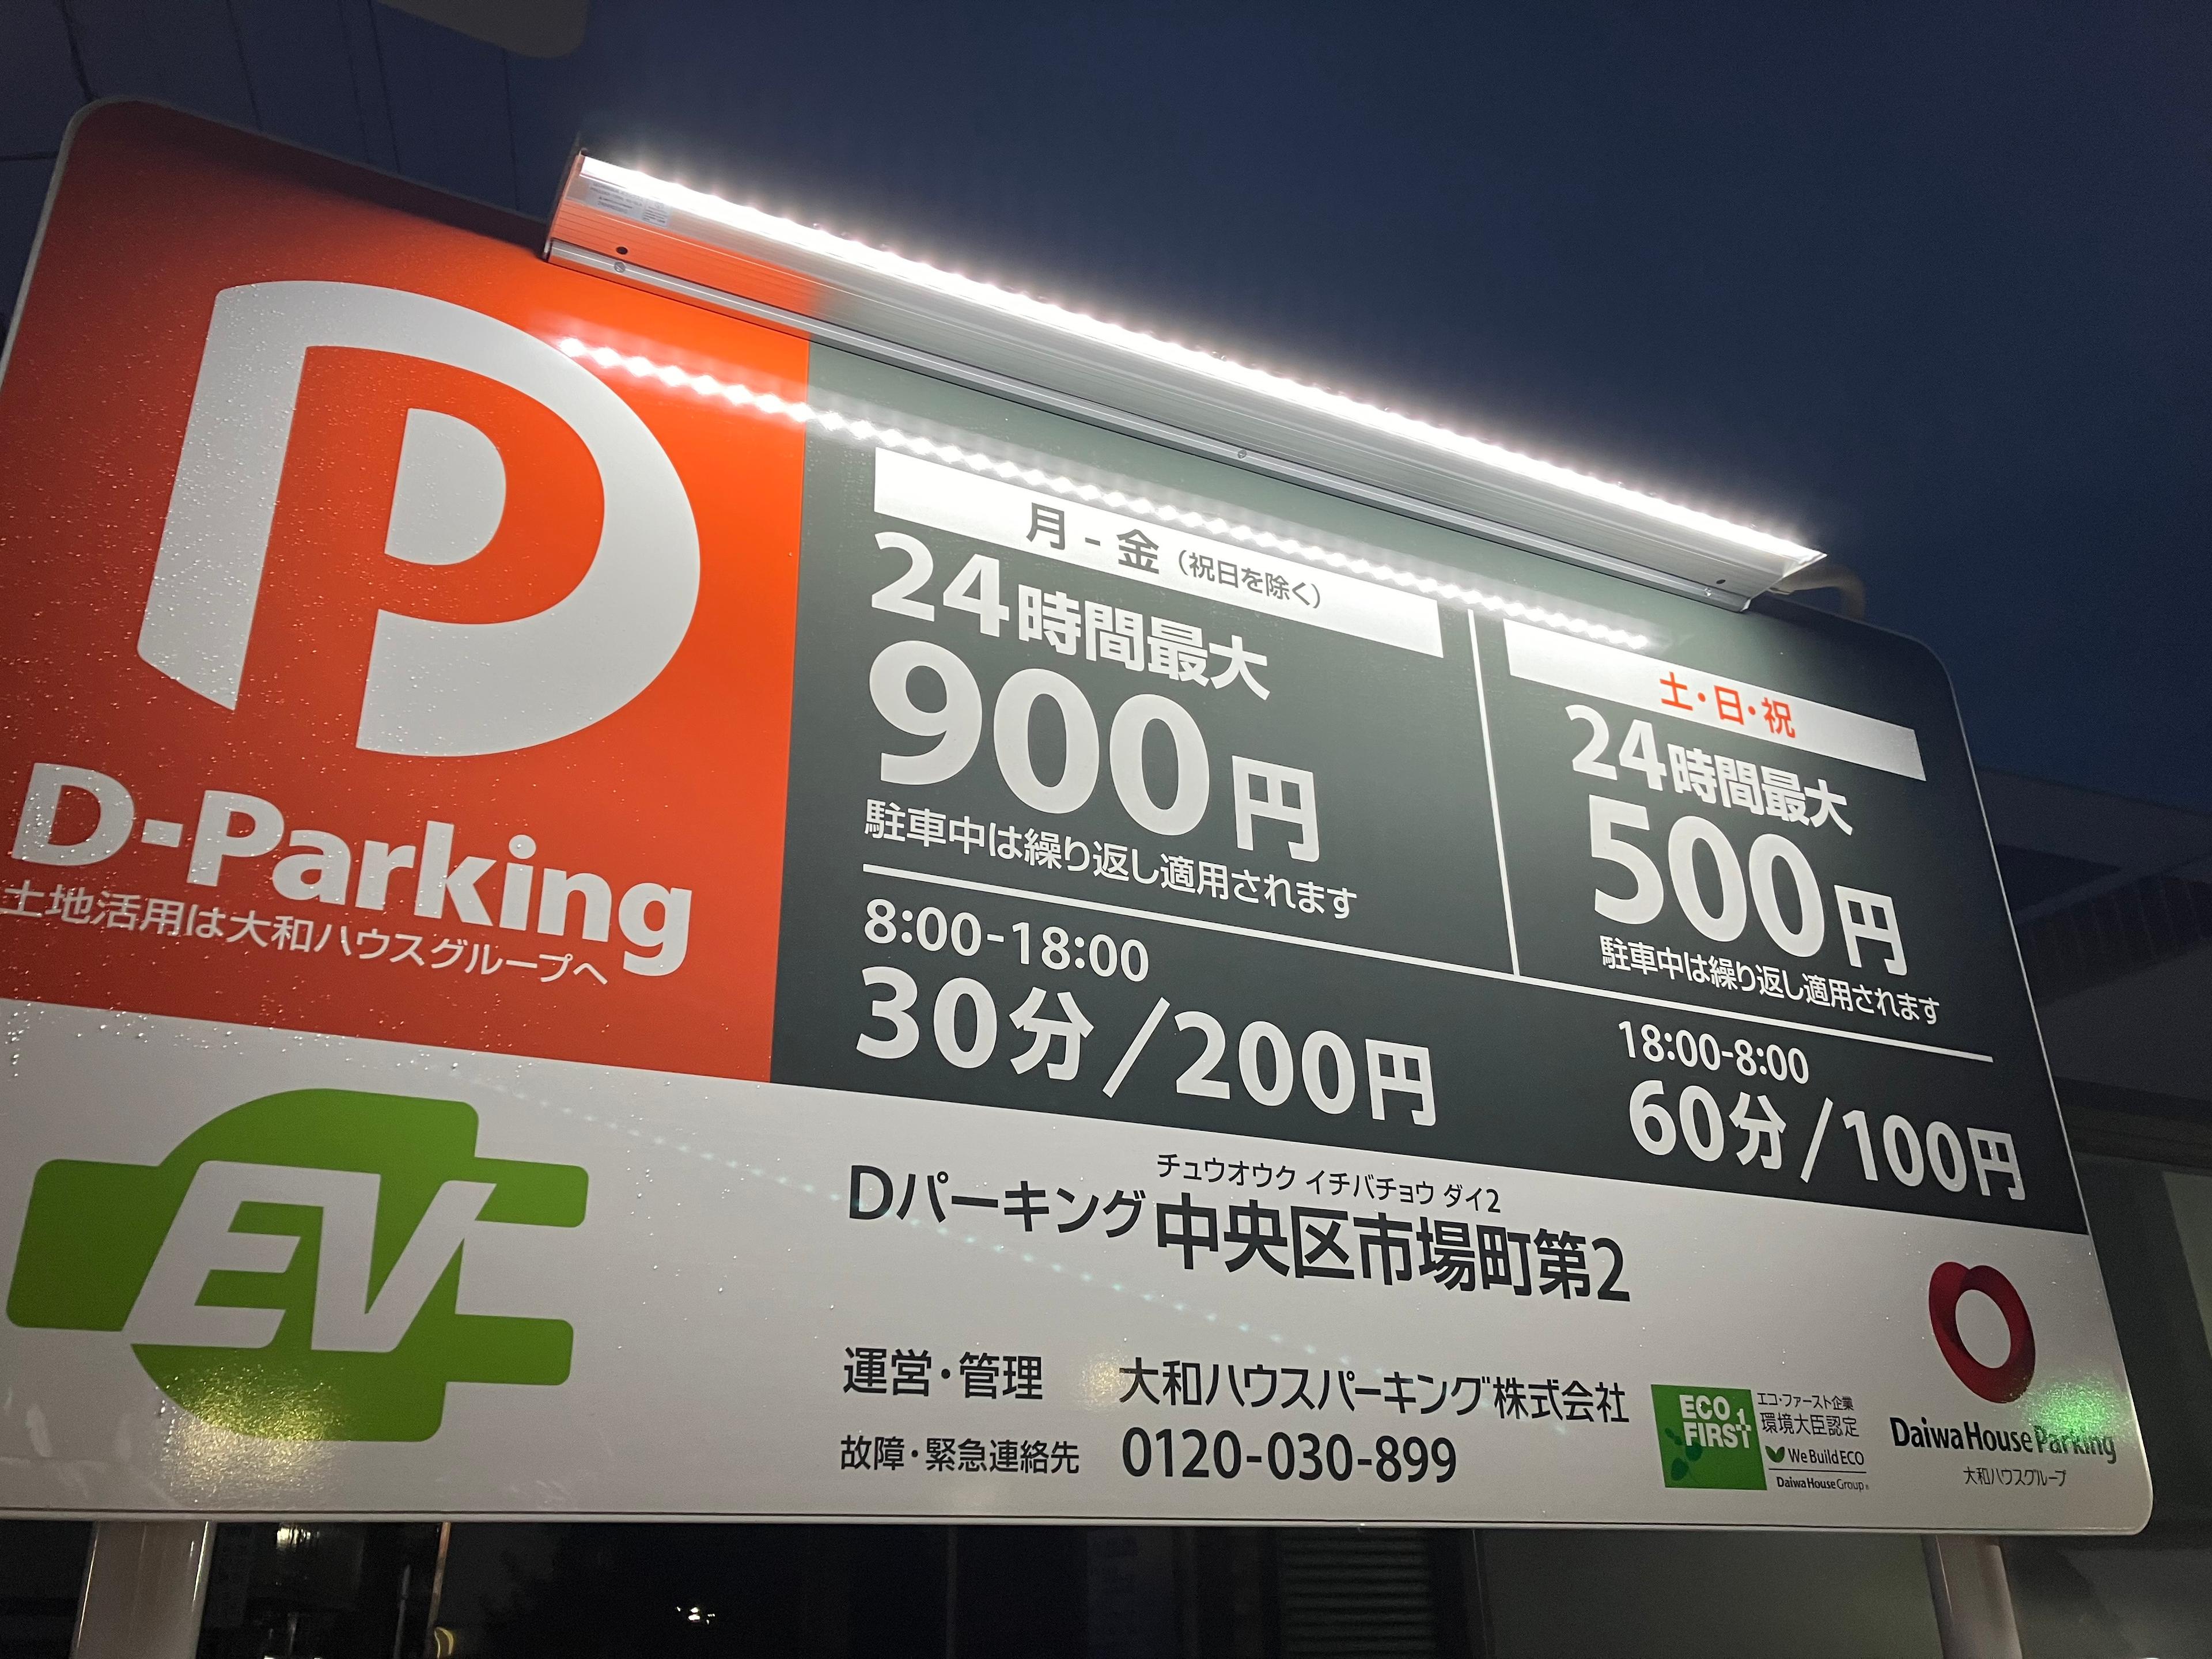 D-Parking
土地活用は大和ハウスグループへ
月-金（祝日を除く）
24時間最大
900円
駐車中は繰り返し適用されます
土・日・祝
24時間最大
500円
駐車中は繰り返し適用されます
8:00-18:00
30分/200円
18:00-8:00
60分/100円
EV
チュウオウク イチバチョウ ダイ2
Dパーキング中央区市場町第2
運営・管理 大和ハウスパーキング株式会社
故障・緊急連絡先 0120-030-899
ECO FIRST
エコ・ファースト企業
環境大臣認定
We Build ECO
Daiwa House Group®
Daiwa House Parking
大和ハウスグループ